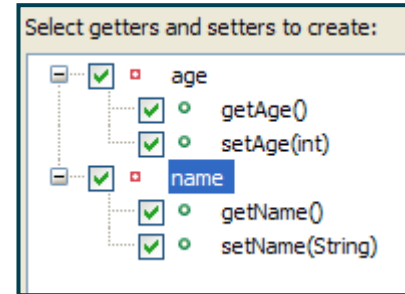 Select getters and setters to create:
age
getAge()
setAge(int)
name
getName()
setName(String)